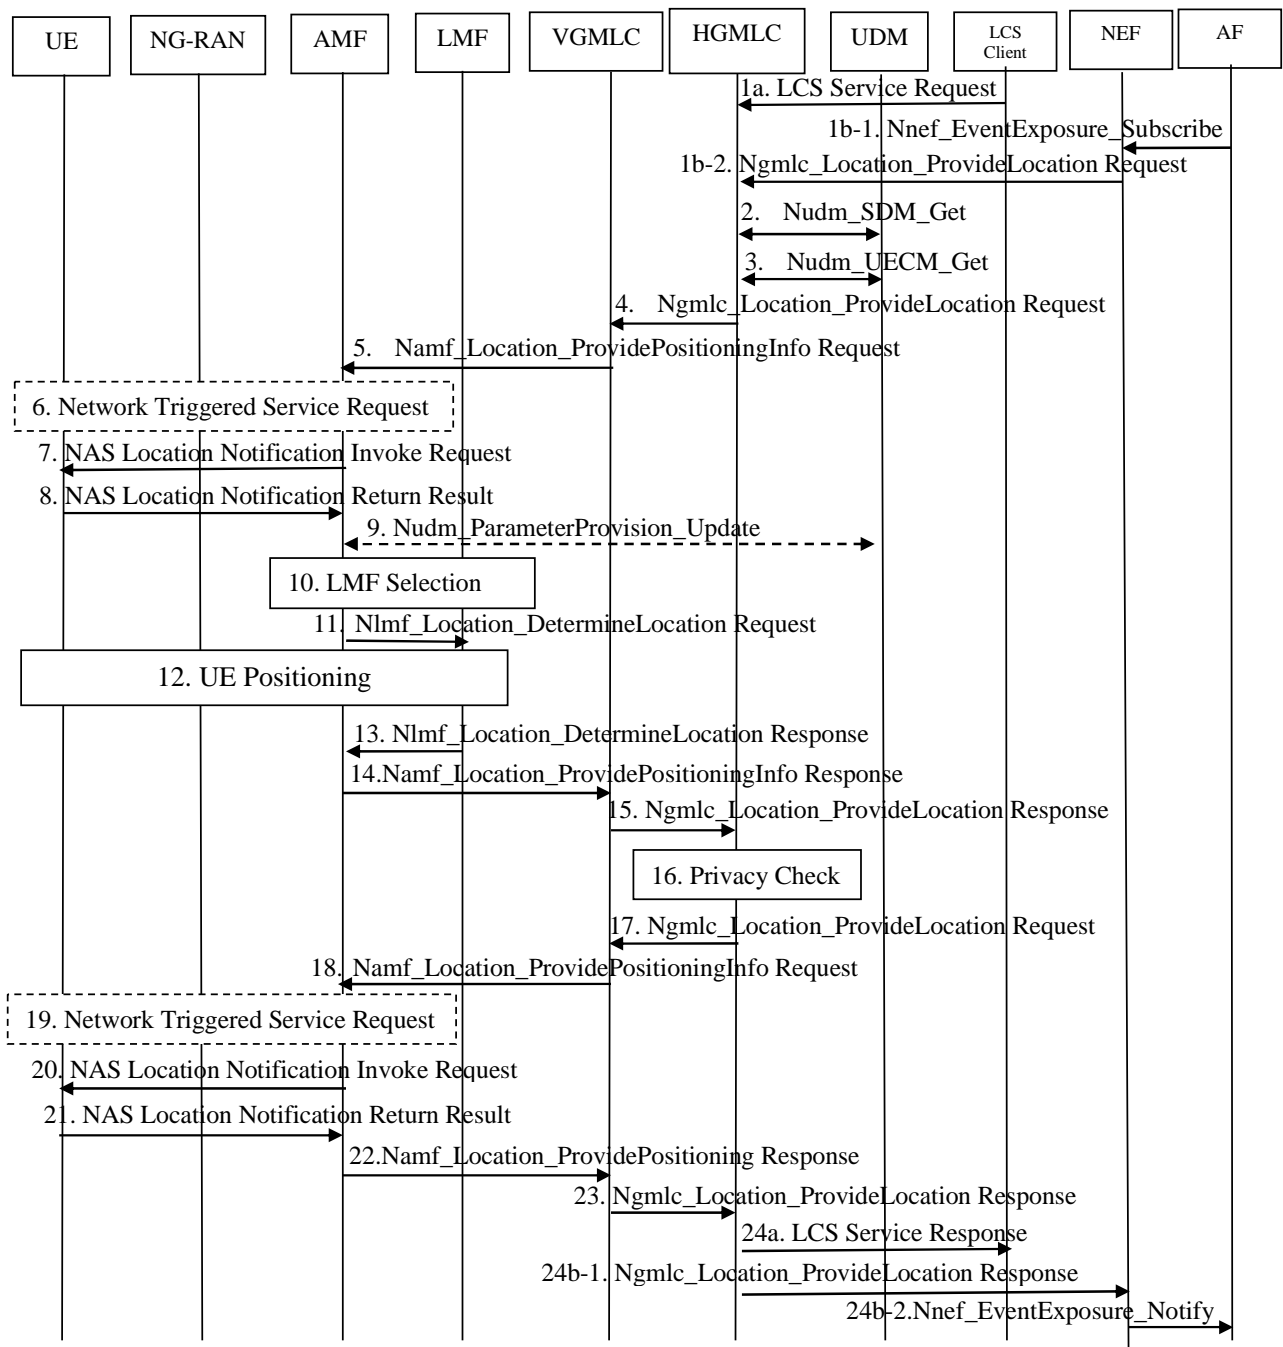 UE NG-RAN AMF LMF VGMLC HGMLC UDM LCS Client NEF AF
1a. LCS Service Request
1b-1. Nnef_EventExposure_Subscribe
1b-2. Ngmlc_Location_ProvideLocation Request
2. Nudm_SDM_Get
3. Nudm_UECM_Get
4. Ngmlc_Location_ProvideLocation Request
5. Namf_Location_ProvidePositioningInfo Request
6. Network Triggered Service Request
7. NAS Location Notification Invoke Request
8. NAS Location Notification Return Result
9. Nudm_ParameterProvision_Update
10. LMF Selection
11. Nlmf_Location_DetermineLocation Request
12. UE Positioning
13. Nlmf_Location_DetermineLocation Response
14.Namf_Location_ProvidePositioningInfo Response
15. Ngmlc_Location_ProvideLocation Response
16. Privacy Check
17. Ngmlc_Location_ProvideLocation Request
18. Namf_Location_ProvidePositioningInfo Request
19. Network Triggered Service Request
20. NAS Location Notification Invoke Request
21. NAS Location Notification Return Result
22.Namf_Location_ProvidePositioning Response
23. Ngmlc_Location_ProvideLocation Response
24a. LCS Service Response
24b-1. Ngmlc_Location_ProvideLocation Response
24b-2.Nnef_EventExposure_Notify